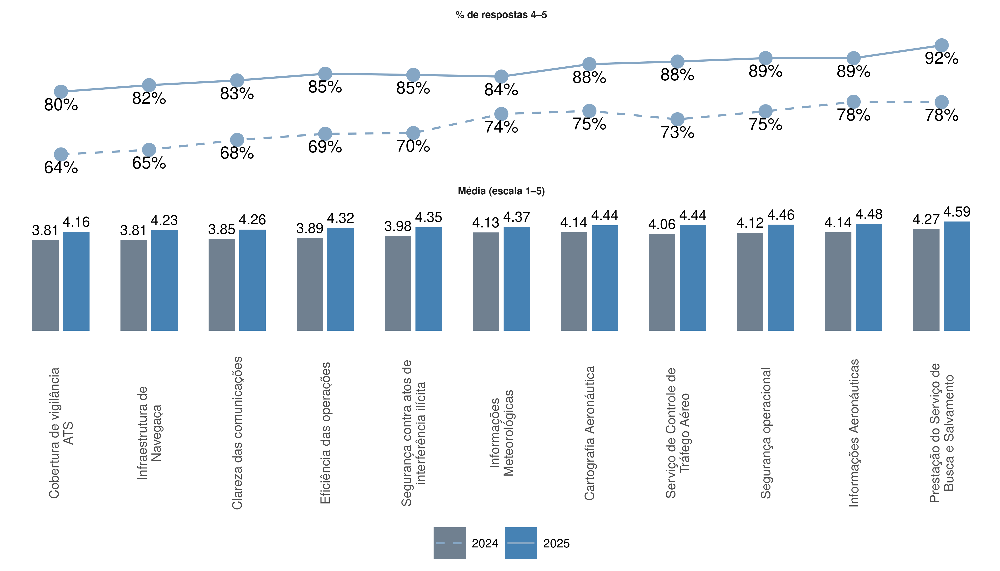 % de respostas 4–5
80%
82%
83%
85%
85%
84%
88%
88%
89%
89%
92%
64%
65%
68%
69%
70%
74%
75%
73%
75%
78%
78%
Média (escala 1–5)
3.81
4.16
3.81
4.23
3.85
4.26
3.89
4.32
3.98
4.35
4.13
4.37
4.14
4.44
4.06
4.44
4.12
4.46
4.14
4.48
4.27
4.59
Cobertura de vigilância
ATS
Infraestrutura de
Navegaça
Clareza das comunicações
Eficiência das operações
Segurança contra atos de
interferência ilícita
Informações
Meteorológicas
Cartografia Aeronáutica
Serviço de Controle de
Tráfego Aéreo
Segurança operacional
Informações Aeronáuticas
Prestação do Serviço de
Busca e Salvamento
2024
2025